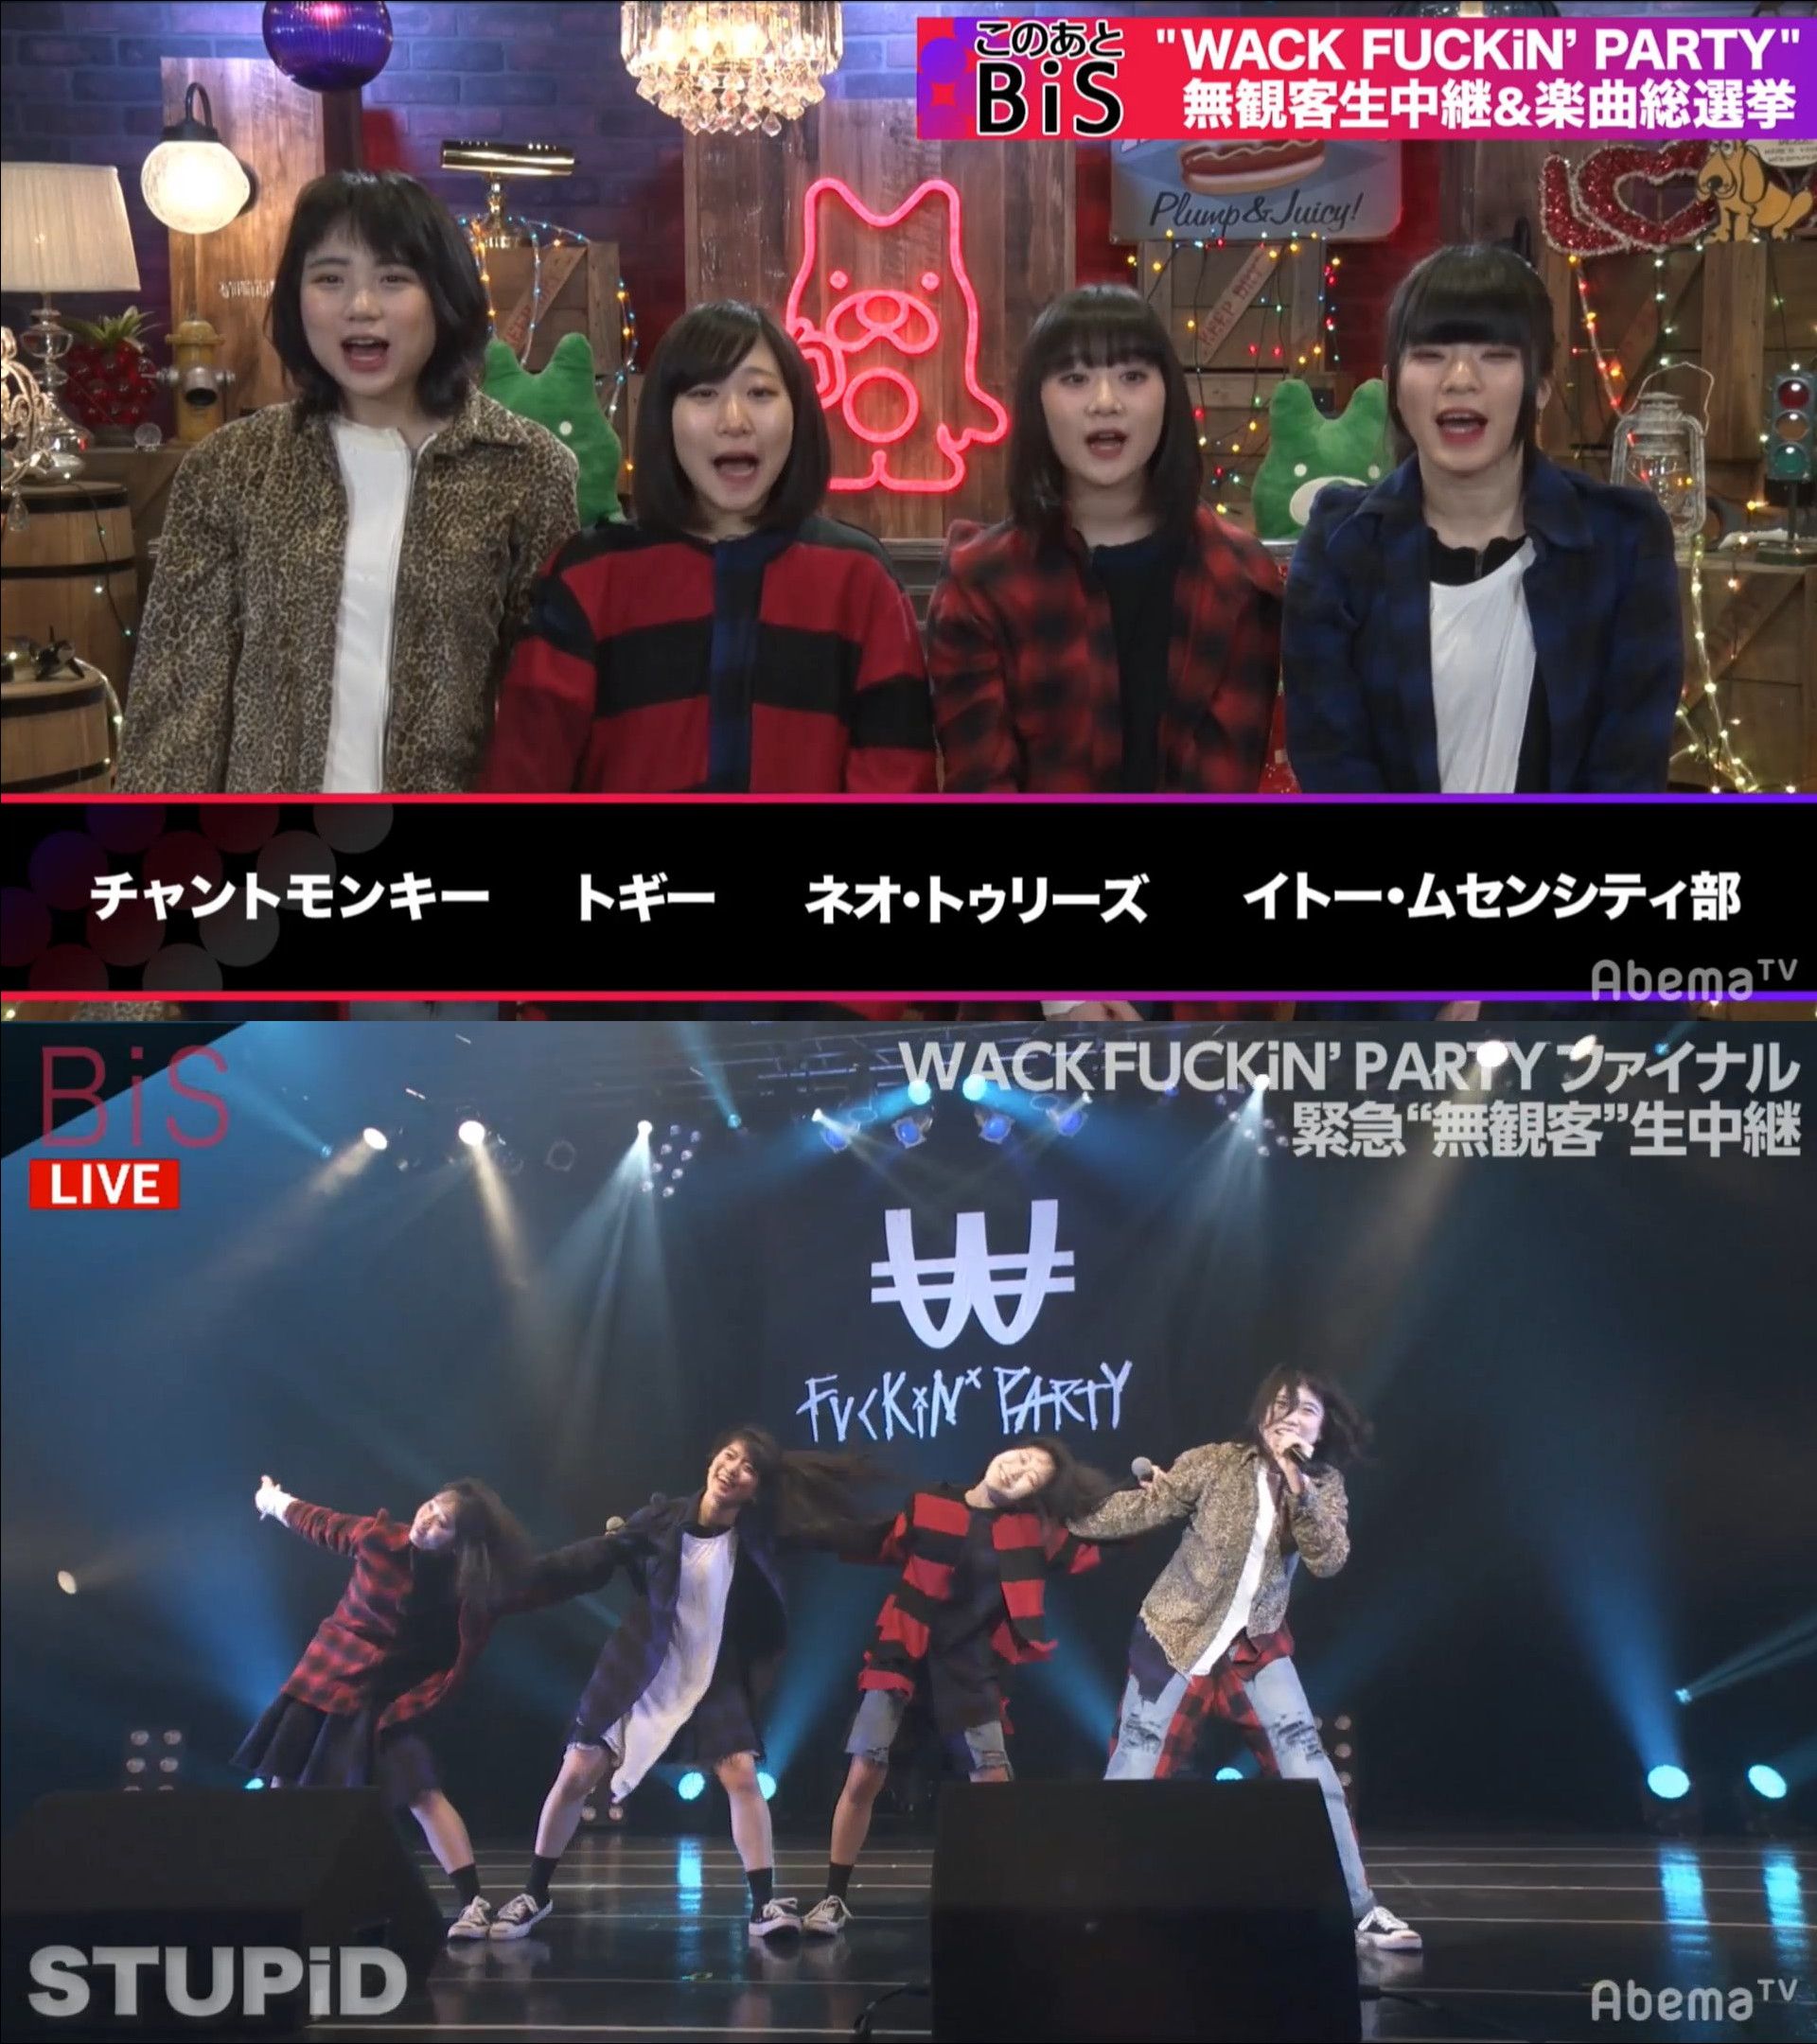 このあと
BiS
"WACK FUCKiN' PARTY"
無観客生中継&楽曲総選挙
Plump&Juicy!
KEEP DRY
チャントモンキー トギー ネオ・トゥリーズ イトー・ムセンシティ部
AbemaTV
BiS
LIVE
WACK FUCKiN' PARTY ファイナル
緊急“無観客”生中継
FUCKiN' PARTY
STUPiD
AbemaTV